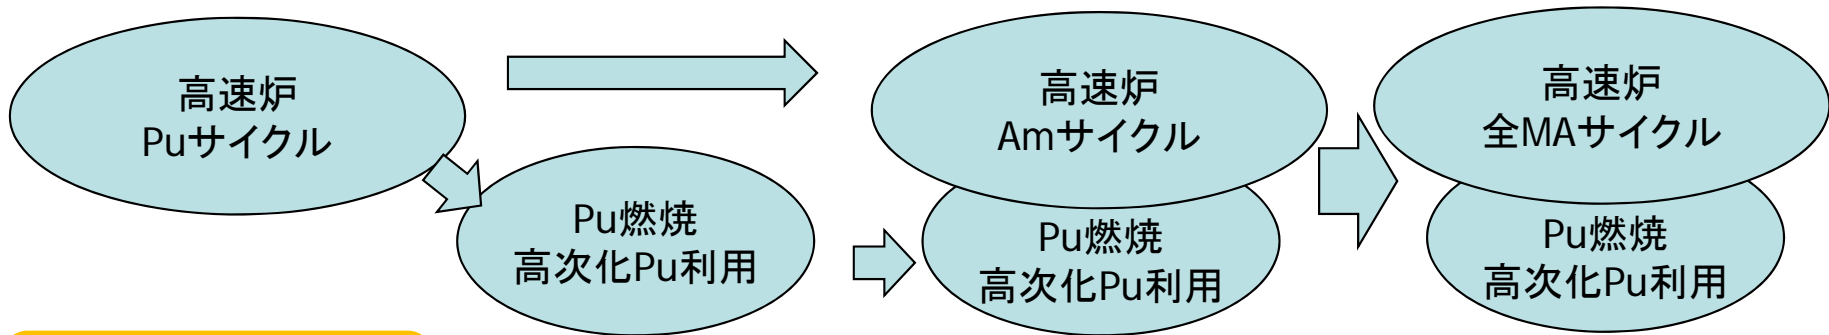 高速炉
Puサイクル
Pu燃焼
高次化Pu利用
高速炉
Amサイクル
Pu燃焼
高次化Pu利用
高速炉
全MAサイクル
Pu燃焼
高次化Pu利用